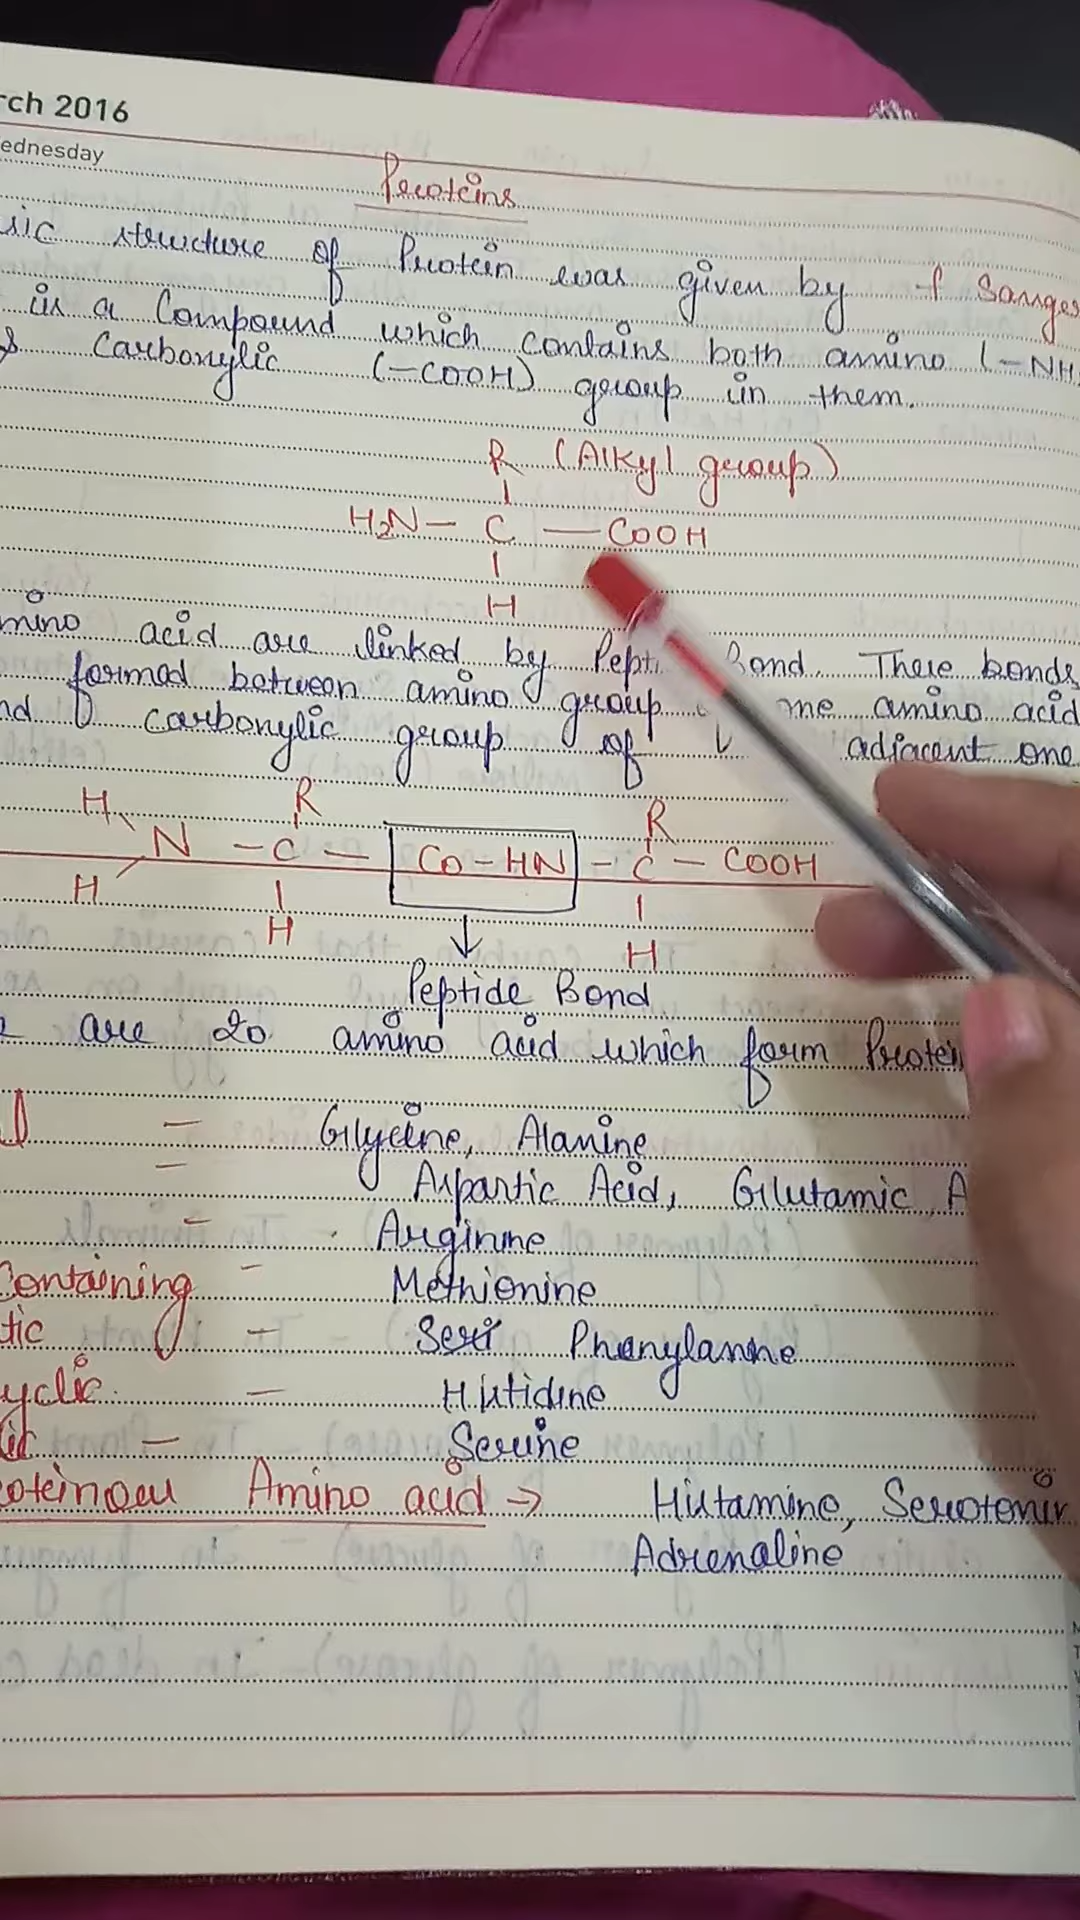 rch 2016
ednesday
Proteins
sic structure of Protein was given by f Sanger
is a Compound which contains both amino (-NH
& Carboxylic (-COOH) group in them.
R (Alkyl group)
H2N - C - COOH
H
mino acid are linked by Pept Bond. These bonds
formed between amino group me amino acid
nd carboxylic group of adjacent one
H R R
N - C - CO-HN - C - COOH
H H H
Peptide Bond
e are 20 amino acid which form Protein
l = Glycine, Alanine
- Aspartic Acid, Glutamic A
- Arginine
Containing - Methionine
tic - Phenylanine
yclic - Histidine
lic - Serine
oteinous Amino acid → Histamine, Serotonin
Adrenaline